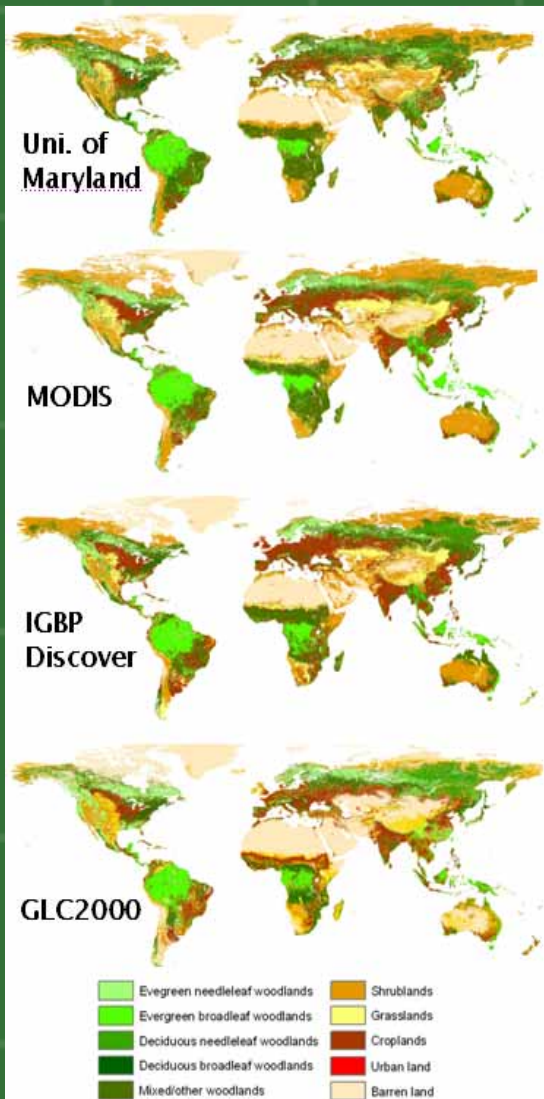 Uni. of
Maryland
MODIS
IGBP
Discover
GLC2000
Evegreen needleleaf woodlands
Evergreen broadleaf woodlands
Deciduous needleleaf woodlands
Deciduous broadleaf woodlands
Mixed/other woodlands
Shrublands
Grasslands
Croplands
Urban land
Barren land